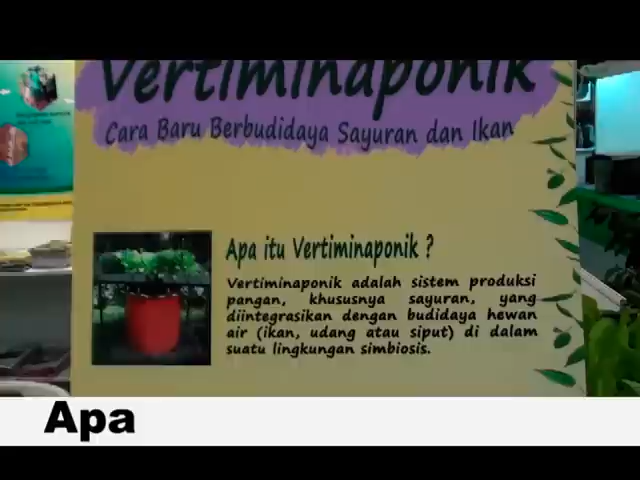 Vertiminaponik
Cara Baru Berbudidaya Sayuran dan Ikan
Apa itu Vertiminaponik ?
Vertiminaponik adalah sistem produksi
pangan, khususnya sayuran, yang
diintegrasikan dengan budidaya hewan
air (ikan, udang atau siput) di dalam
suatu lingkungan simbiosis.
Apa